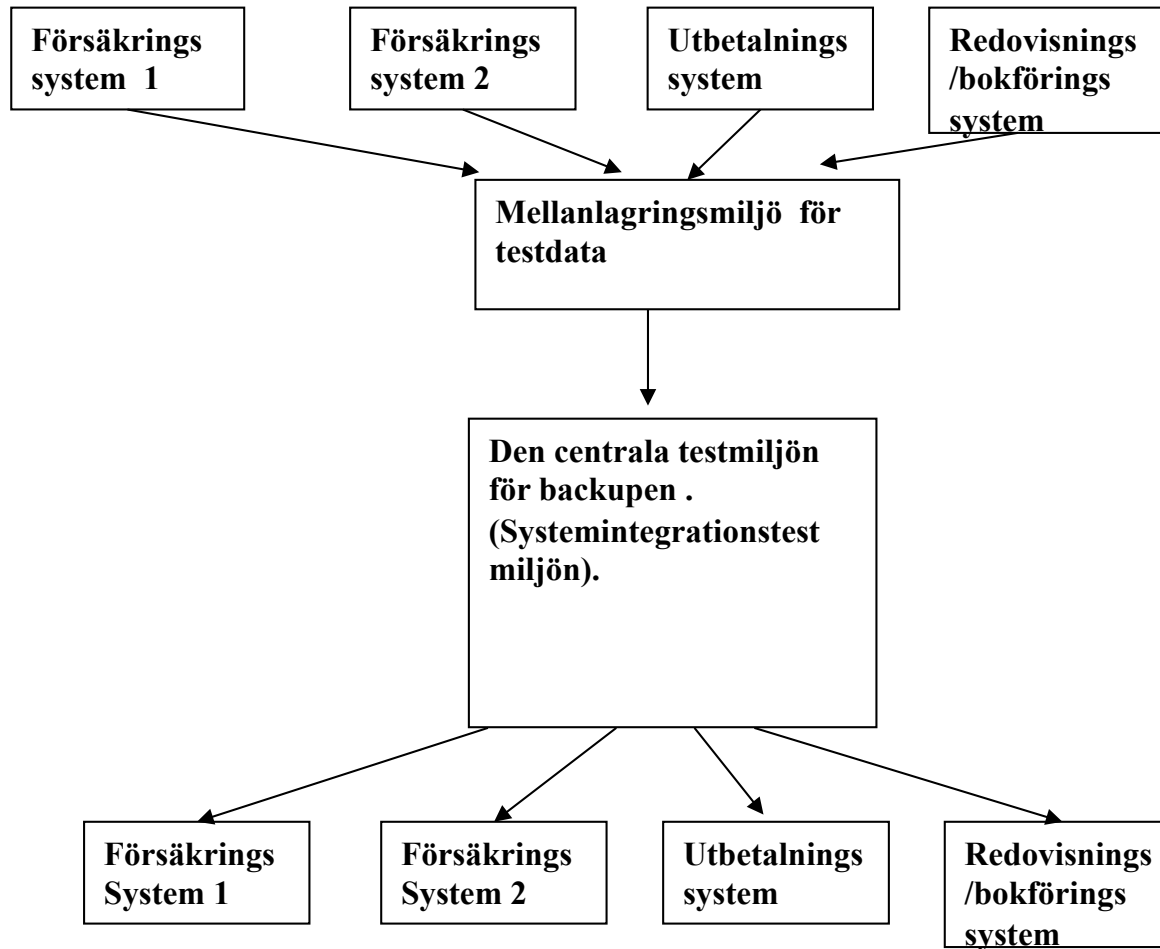 Försäkrings
system 1
Försäkrings
system 2
Utbetalnings
system
Redovisnings
/bokförings
system
Mellanlagringsmiljö för
testdata
Den centrala testmiljön
för backupen .
(Systemintegrationstest
miljön).
Försäkrings
System 1
Försäkrings
System 2
Utbetalnings
system
Redovisnings
/bokförings
system